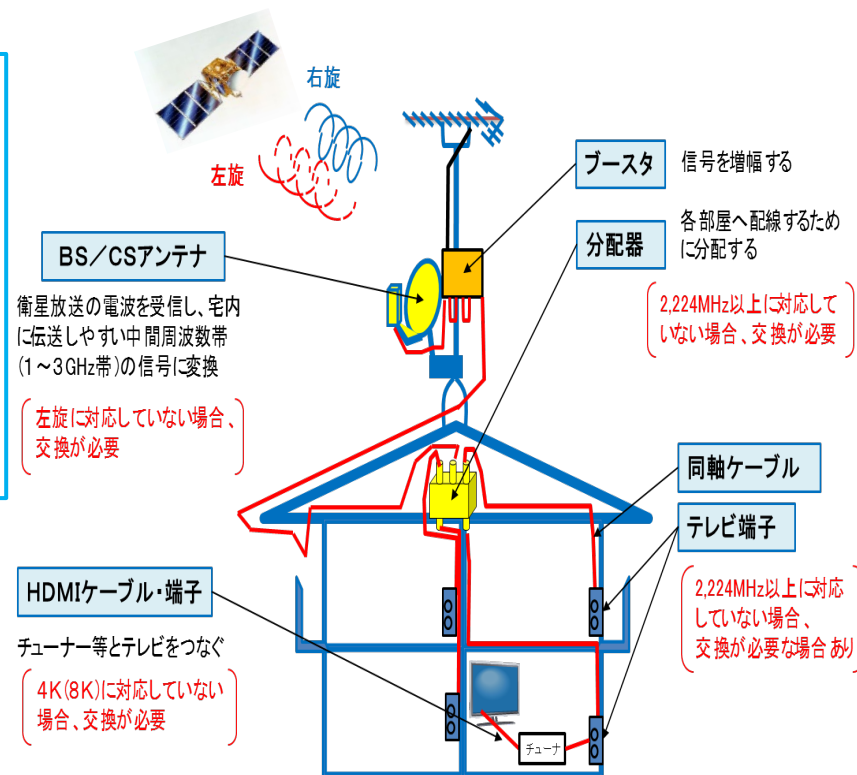 右旋
左旋
ブースタ
信号を増幅する
分配器
各部屋へ配線するため
に分配する
2,224MHz以上に対応して
いない場合、交換が必要
BS/CSアンテナ
衛星放送の電波を受信し、宅内
に伝送しやすい中間周波数帯
(1~3GHz帯)の信号に変換
左旋に対応していない場合、
交換が必要
同軸ケーブル
テレビ端子
2,224MHz以上に対応
していない場合、
交換が必要な場合あり
HDMIケーブル・端子
チューナー等とテレビをつなぐ
4K(8K)に対応していない
場合、交換が必要
チューナ